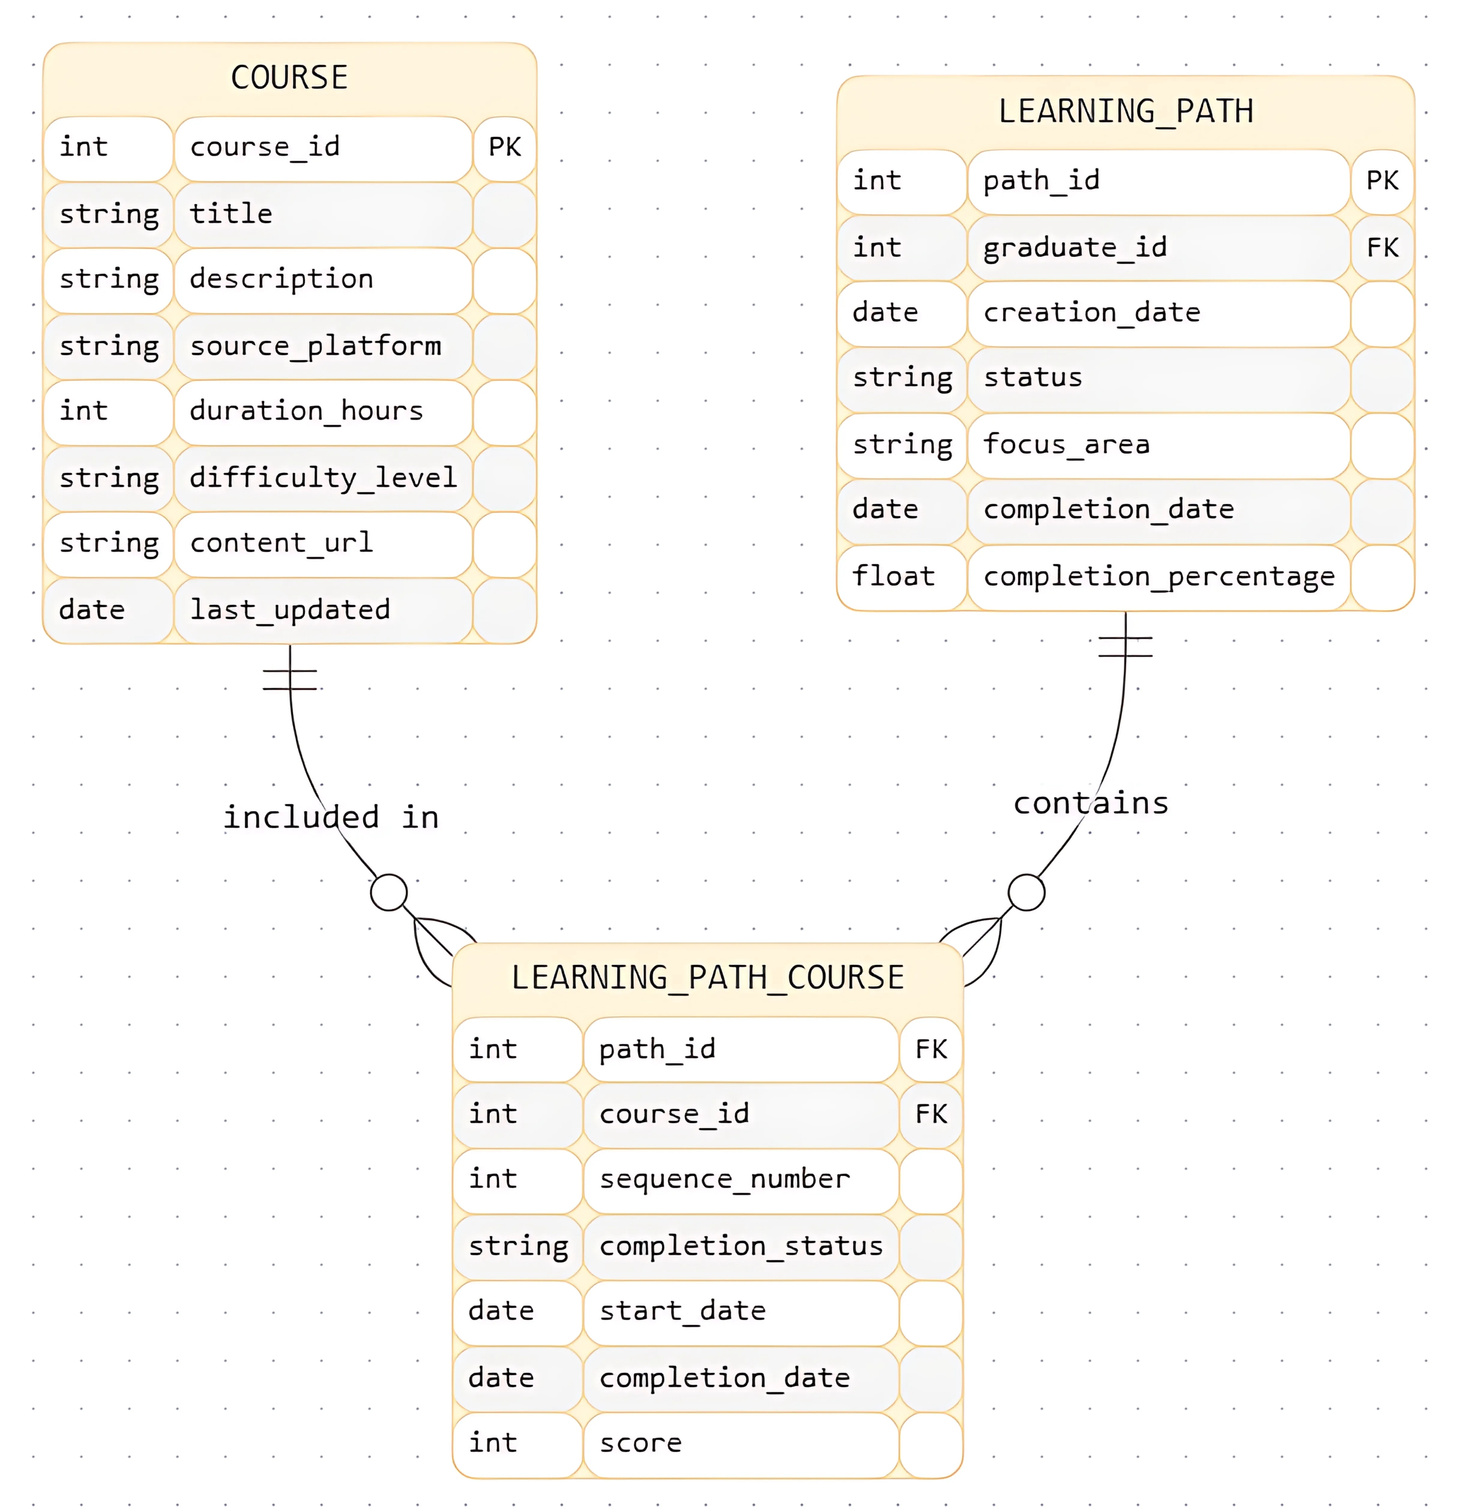 COURSE
int course_id PK
string title
string description
string source_platform
int duration_hours
string difficulty_level
string content_url
date last_updated
LEARNING_PATH
int path_id PK
int graduate_id FK
date creation_date
string status
string focus_area
date completion_date
float completion_percentage
included in
contains
LEARNING_PATH_COURSE
int path_id FK
int course_id FK
int sequence_number
string completion_status
date start_date
date completion_date
int score